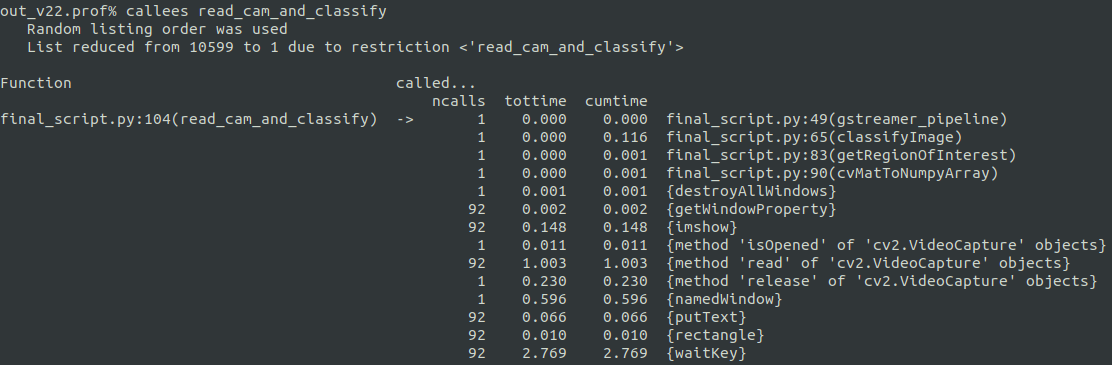 out_v22.prof% callees read_cam_and_classify
   Random listing order was used
   List reduced from 10599 to 1 due to restriction <'read_cam_and_classify'>

Function                                       called...
                                                   ncalls  tottime  cumtime
final_script.py:104(read_cam_and_classify)  ->          1    0.000    0.000  final_script.py:49(gstreamer_pipeline)
                                                        1    0.000    0.116  final_script.py:65(classifyImage)
                                                        1    0.000    0.001  final_script.py:83(getRegionOfInterest)
                                                        1    0.000    0.001  final_script.py:90(cvMatToNumpyArray)
                                                        1    0.001    0.001  {destroyAllWindows}
                                                       92    0.002    0.002  {getWindowProperty}
                                                       92    0.148    0.148  {imshow}
                                                        1    0.011    0.011  {method 'isOpened' of 'cv2.VideoCapture' objects}
                                                       92    1.003    1.003  {method 'read' of 'cv2.VideoCapture' objects}
                                                        1    0.230    0.230  {method 'release' of 'cv2.VideoCapture' objects}
                                                        1    0.596    0.596  {namedWindow}
                                                       92    0.066    0.066  {putText}
                                                       92    0.010    0.010  {rectangle}
                                                       92    2.769    2.769  {waitKey}